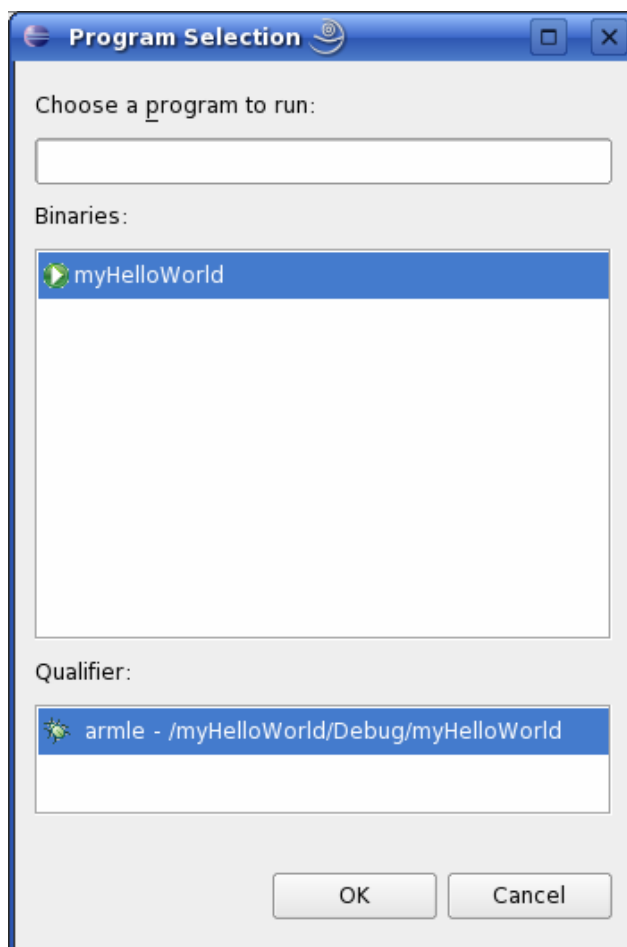 Program Selection
Choose a program to run:
Binaries:
myHelloWorld
Qualifier:
armle - /myHelloWorld/Debug/myHelloWorld
OK
Cancel